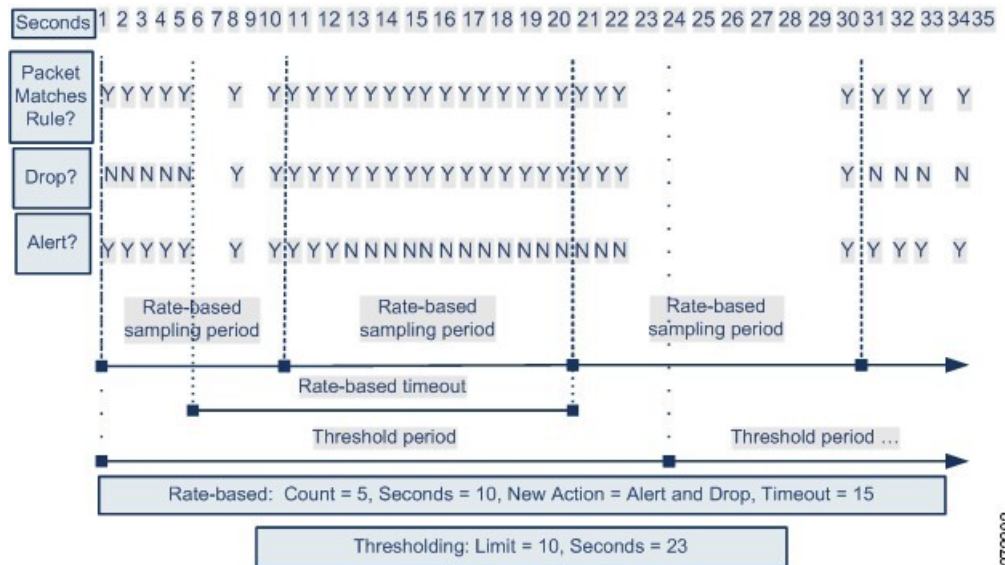 Seconds 1 2 3 4 5 6 7 8 9 10 11 12 13 14 15 16 17 18 19 20 21 22 23 24 25 26 27 28 29 30 31 32 33 34 35
Packet
Matches
Rule?
Y Y Y Y Y Y Y Y Y Y Y Y Y Y Y Y Y Y Y Y Y Y Y Y Y Y Y Y Y Y
Drop? N N N N N Y Y Y Y Y Y Y Y Y Y Y Y Y Y Y Y Y Y Y Y Y N N N N
Alert? Y Y Y Y Y Y Y Y Y Y N N N N N N N N N N N N N N N Y Y Y Y Y
Rate-based
sampling period
Rate-based
sampling period
Rate-based
sampling period
Rate-based timeout
Threshold period
Threshold period ...
Rate-based: Count = 5, Seconds = 10, New Action = Alert and Drop, Timeout = 15
Thresholding: Limit = 10, Seconds = 23